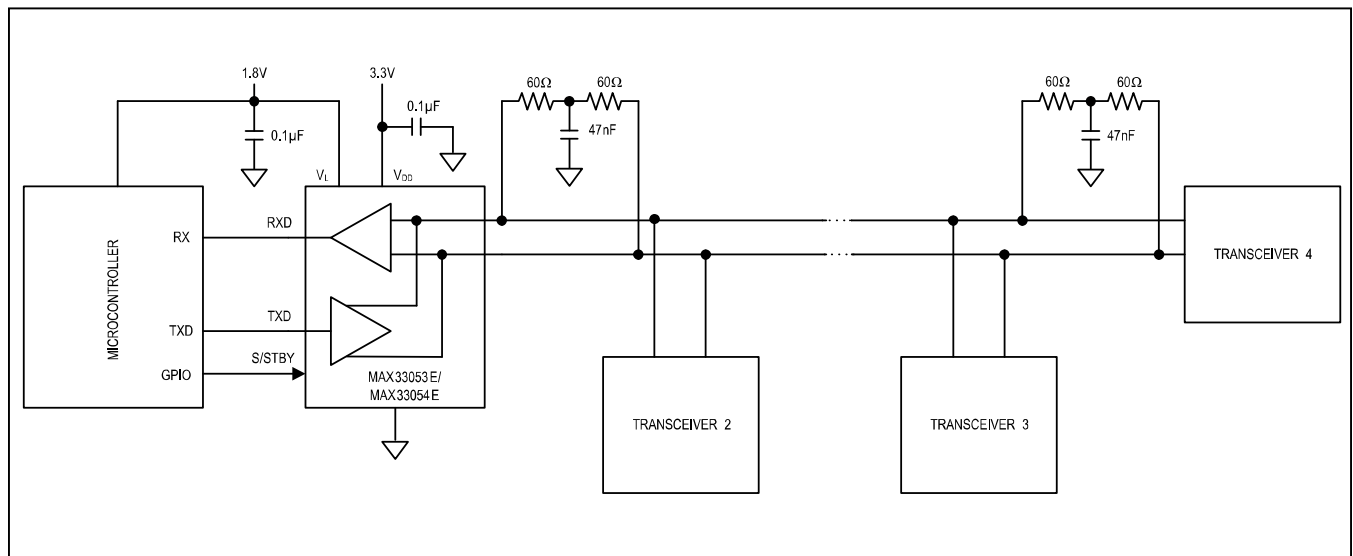 1.8V
3.3V
60Ω
60Ω
60Ω
60Ω
0.1µF
0.1µF
47nF
47nF
VL
VDD
MICROCONTROLLER
RX
RXD
TXD
TXD
GPIO
S/STBY
MAX33053E/
MAX33054E
TRANSCEIVER 2
TRANSCEIVER 3
TRANSCEIVER 4